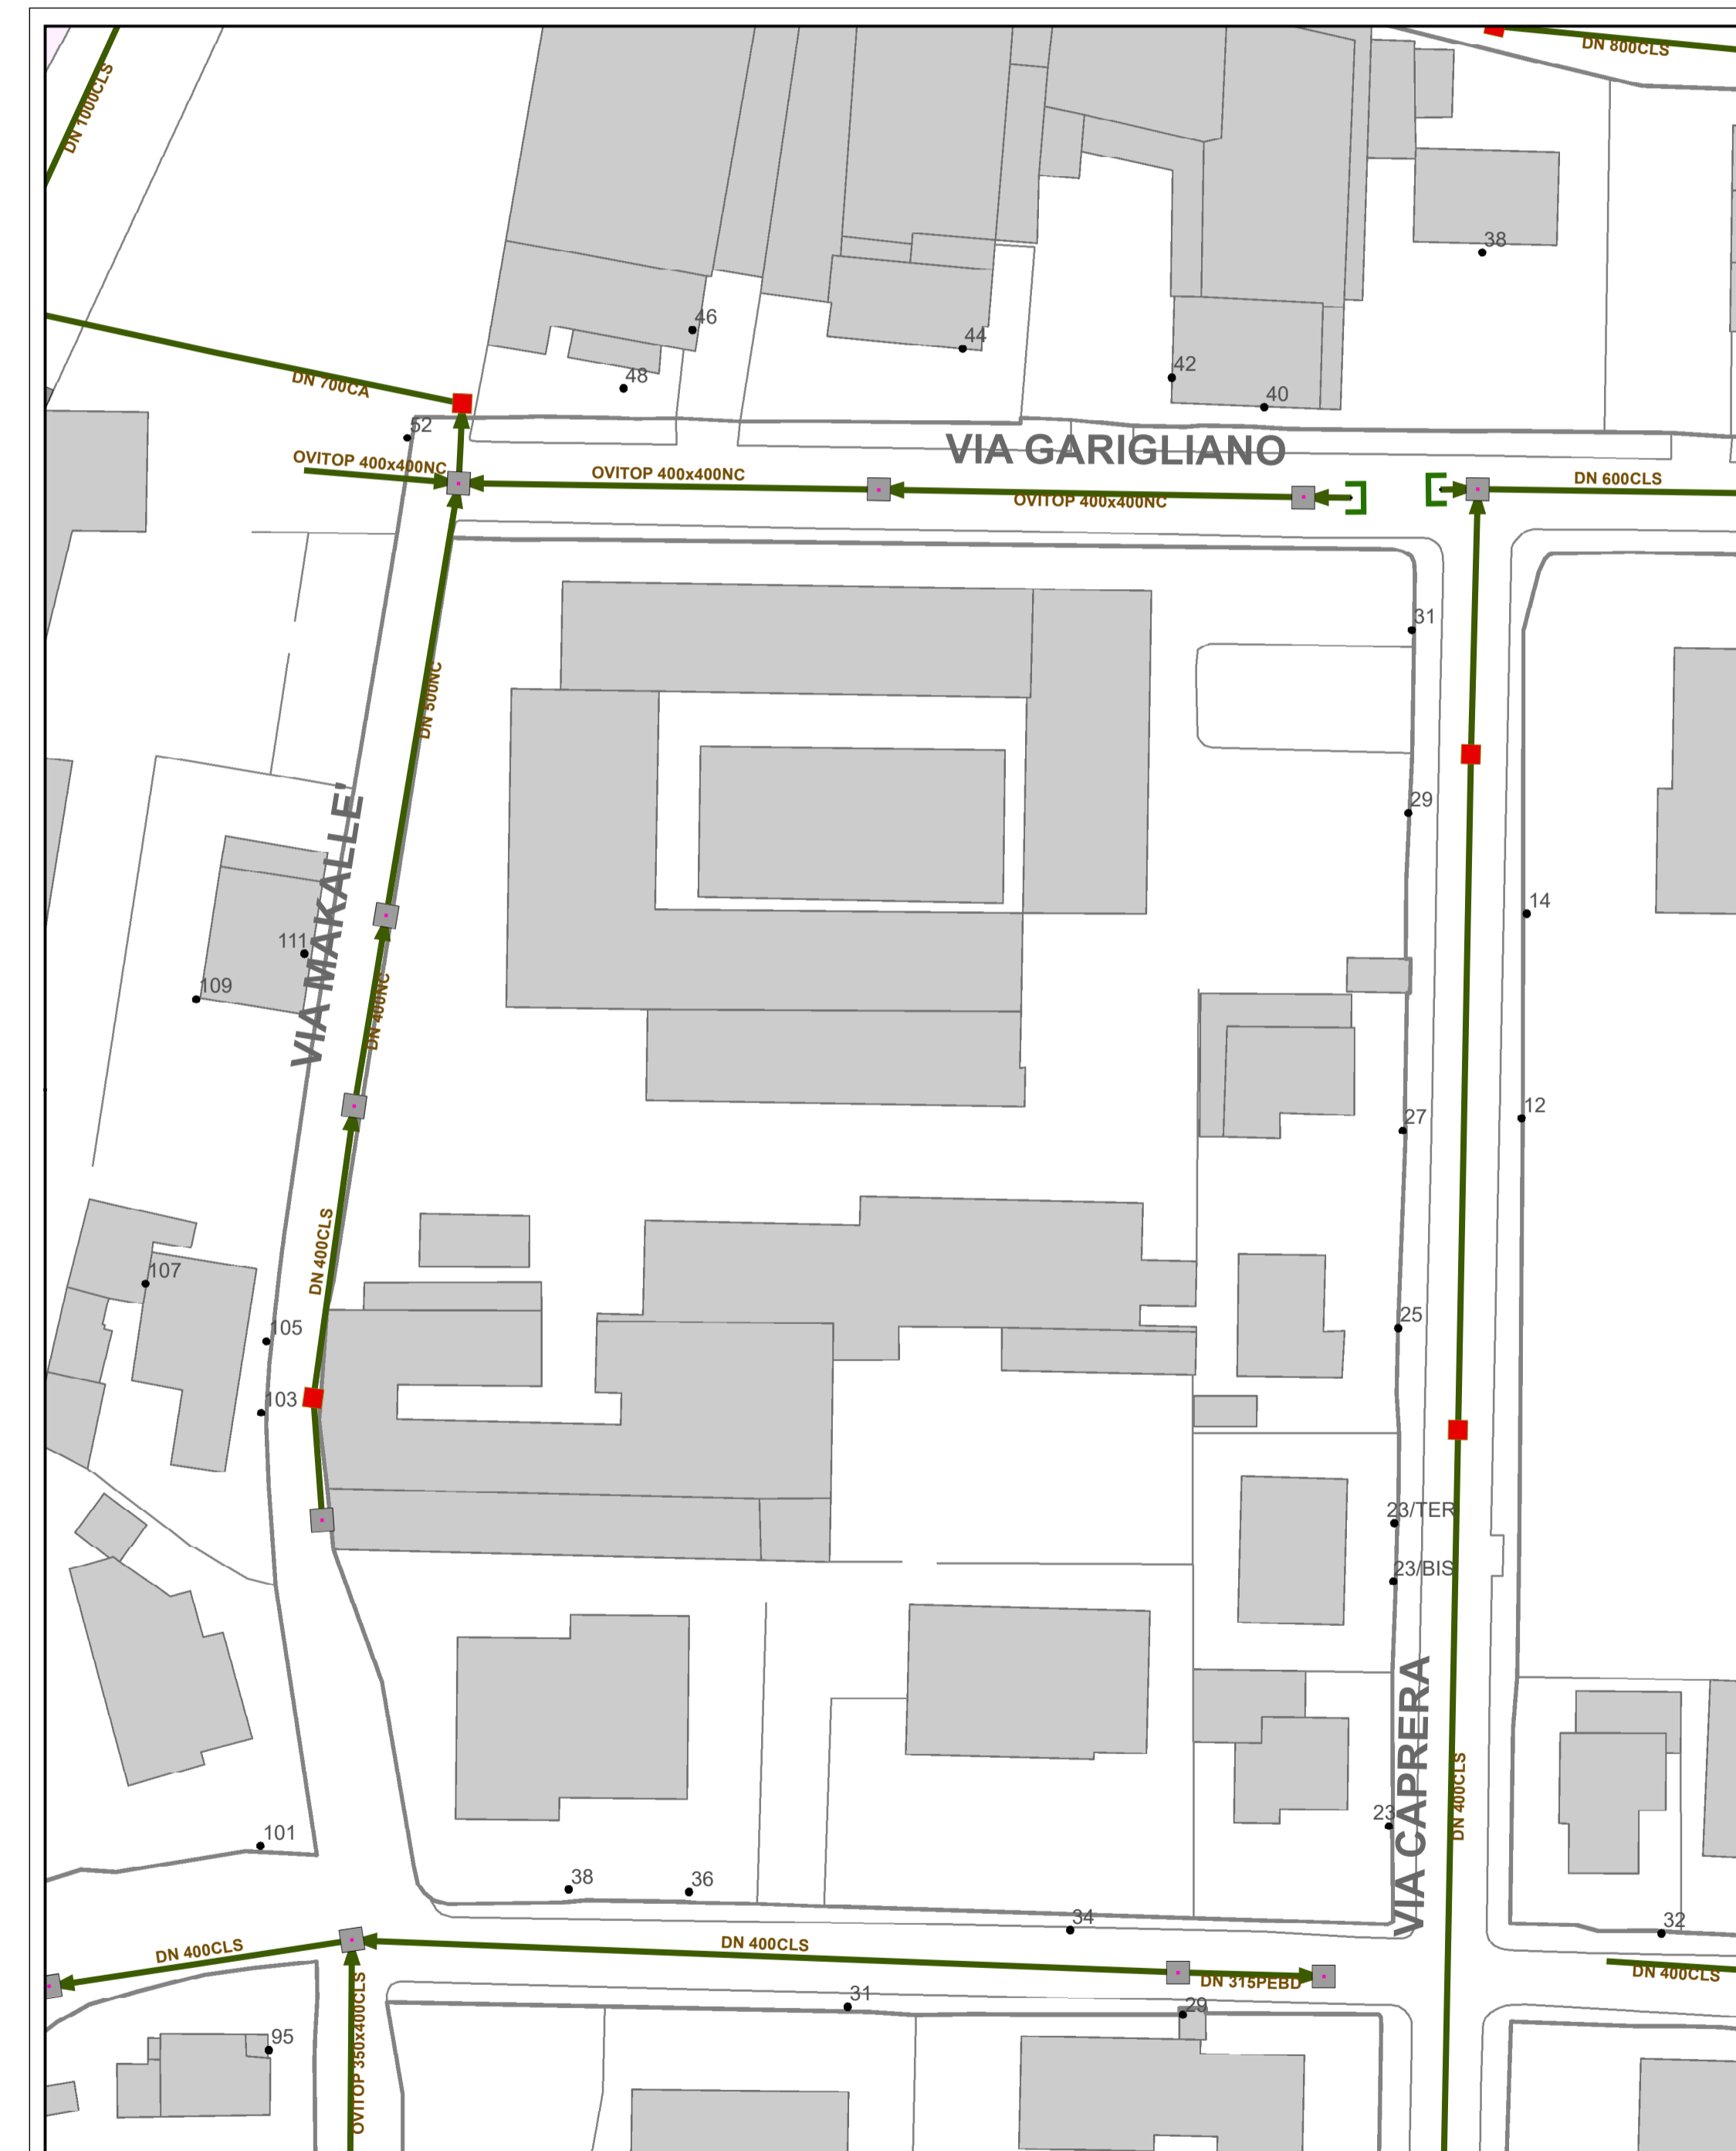 DN 800CLS
DN 1000CLS
38
46
44
42
48
40
DN 700CA
52
VIA GARIGLIANO
OVITOP 400x400NC
OVITOP 400x400NC
OVITOP 400x400NC
DN 600CLS
31
DN 500NC
29
VIA MAKALLE'
14
111
109
DN 400NC
12
27
DN 400CLS
107
105
25
103
23/TER
23/BIS
DN 400CLS
VIA CAPRERA
23
101
38
36
34
32
DN 400CLS
DN 400CLS
DN 315PEBD
DN 400CLS
31
29
OVITOP 350x400CLS
95